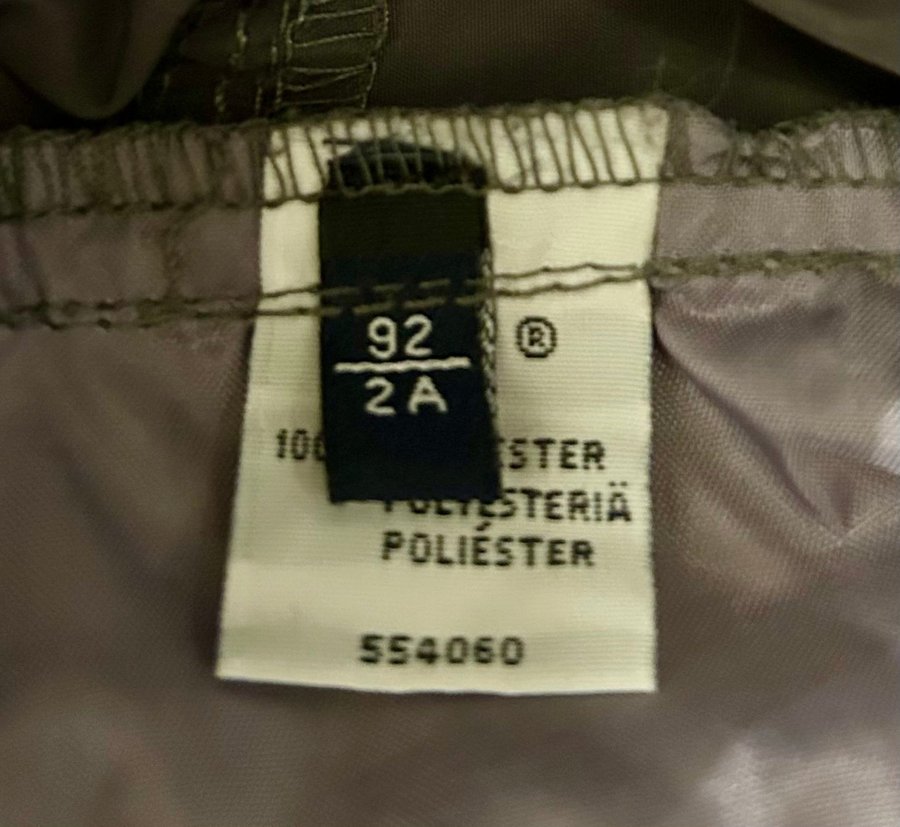 92
2A
®
POLYESTERIÄ
POLIÉSTER
554060